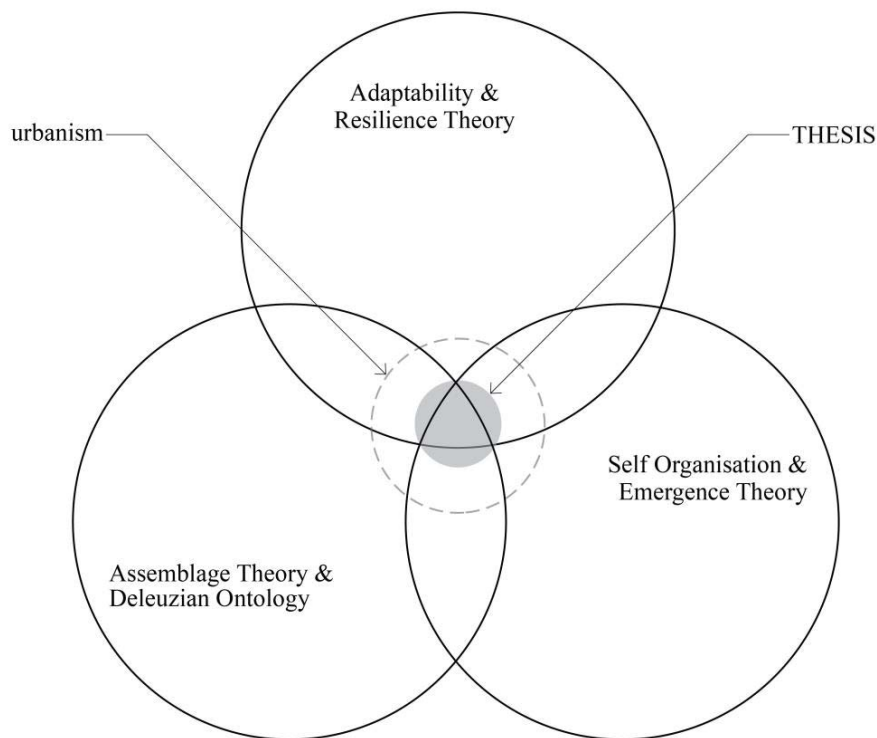 Adaptability &
Resilience Theory
urbanism
THESIS
Self Organisation &
Emergence Theory
Assemblage Theory &
Deleuzian Ontology